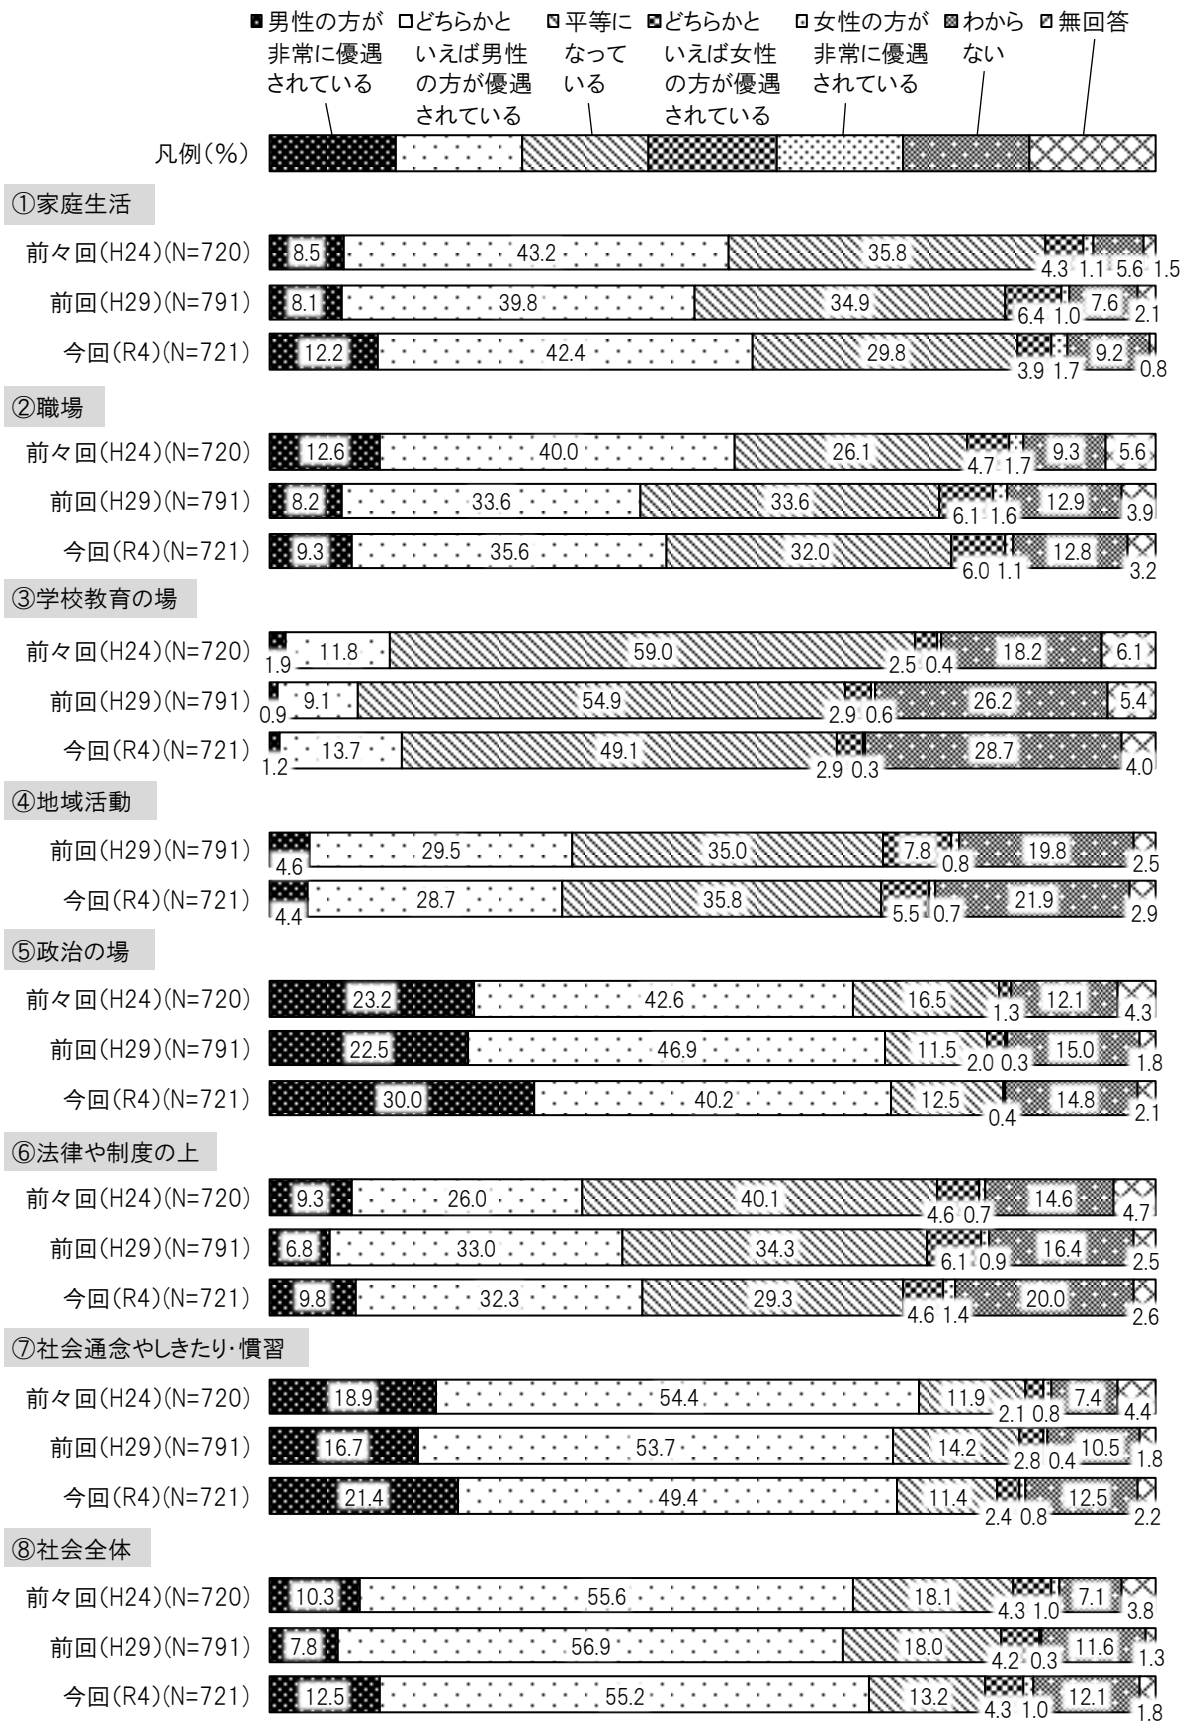 男性の方が
非常に優遇
されている
どちらかと
いえば男性
の方が優遇
されている
平等に
なって
いる
どちらかと
いえば女性
の方が優遇
されている
女性の方が
非常に優遇
されている
わから
ない
無回答
凡例(%)
①家庭生活
前々回(H24)(N=720) 8.5 43.2 35.8 4.3 1.1 5.6 1.5
前回(H29)(N=791) 8.1 39.8 34.9 6.4 1.0 7.6 2.1
今回(R4)(N=721) 12.2 42.4 29.8 3.9 1.7 9.2 0.8
②職場
前々回(H24)(N=720) 12.6 40.0 26.1 4.7 1.7 9.3 5.6
前回(H29)(N=791) 8.2 33.6 33.6 6.1 1.6 12.9 3.9
今回(R4)(N=721) 9.3 35.6 32.0 6.0 1.1 12.8 3.2
③学校教育の場
前々回(H24)(N=720) 1.9 11.8 59.0 2.5 0.4 18.2 6.1
前回(H29)(N=791) 0.9 9.1 54.9 2.9 0.6 26.2 5.4
今回(R4)(N=721) 1.2 13.7 49.1 2.9 0.3 28.7 4.0
④地域活動
前回(H29)(N=791) 4.6 29.5 35.0 7.8 0.8 19.8 2.5
今回(R4)(N=721) 4.4 28.7 35.8 5.5 0.7 21.9 2.9
⑤政治の場
前々回(H24)(N=720) 23.2 42.6 16.5 1.3 12.1 4.3
前回(H29)(N=791) 22.5 46.9 11.5 2.0 0.3 15.0 1.8
今回(R4)(N=721) 30.0 40.2 12.5 0.4 14.8 2.1
⑥法律や制度の上
前々回(H24)(N=720) 9.3 26.0 40.1 4.6 0.7 14.6 4.7
前回(H29)(N=791) 6.8 33.0 34.3 6.1 0.9 16.4 2.5
今回(R4)(N=721) 9.8 32.3 29.3 4.6 1.4 20.0 2.6
⑦社会通念やしきたり・慣習
前々回(H24)(N=720) 18.9 54.4 11.9 2.1 0.8 7.4 4.4
前回(H29)(N=791) 16.7 53.7 14.2 2.8 0.4 10.5 1.8
今回(R4)(N=721) 21.4 49.4 11.4 2.4 0.8 12.5 2.2
⑧社会全体
前々回(H24)(N=720) 10.3 55.6 18.1 4.3 1.0 7.1 3.8
前回(H29)(N=791) 7.8 56.9 18.0 4.2 0.3 11.6 1.3
今回(R4)(N=721) 12.5 55.2 13.2 4.3 1.0 12.1 1.8